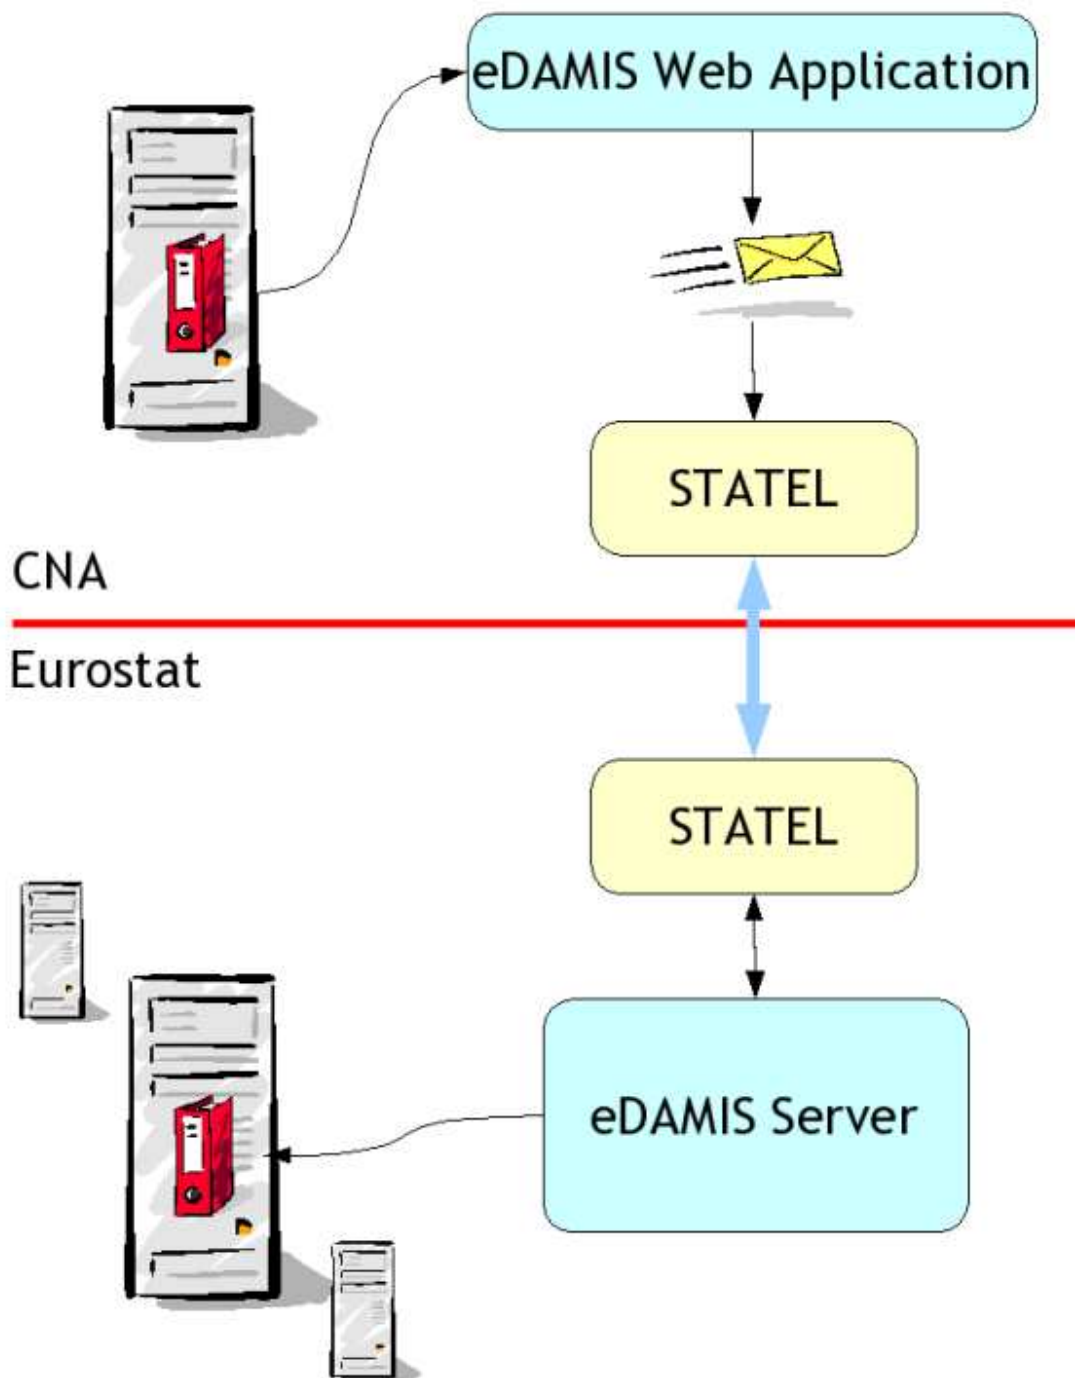 eDAMIS Web Application
STATEL
CNA
Eurostat
STATEL
eDAMIS Server